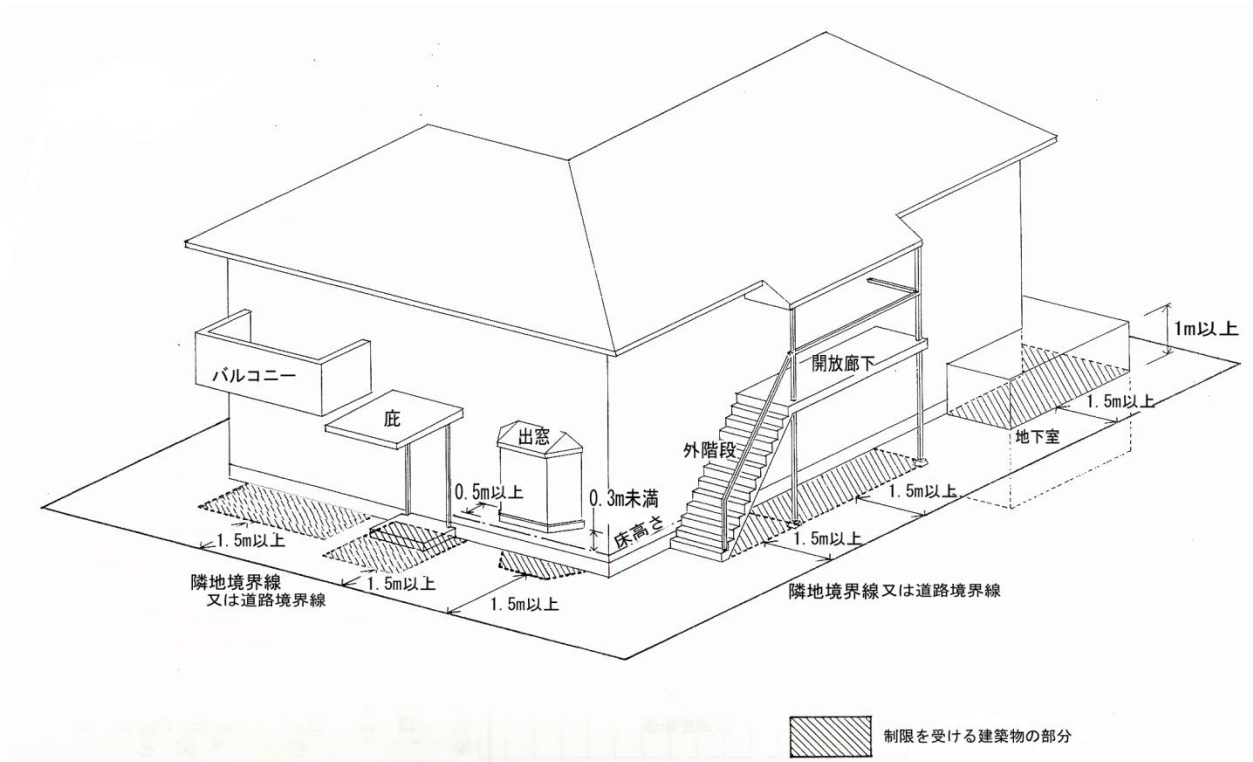 バルコニー
庇
出窓
0.5m以上
0.3m未満
床高さ
外階段
開放廊下
1m以上
1.5m以上
地下室
1.5m以上
1.5m以上
1.5m以上
1.5m以上
1.5m以上
隣地境界線
又は道路境界線
隣地境界線又は道路境界線
制限を受ける建築物の部分